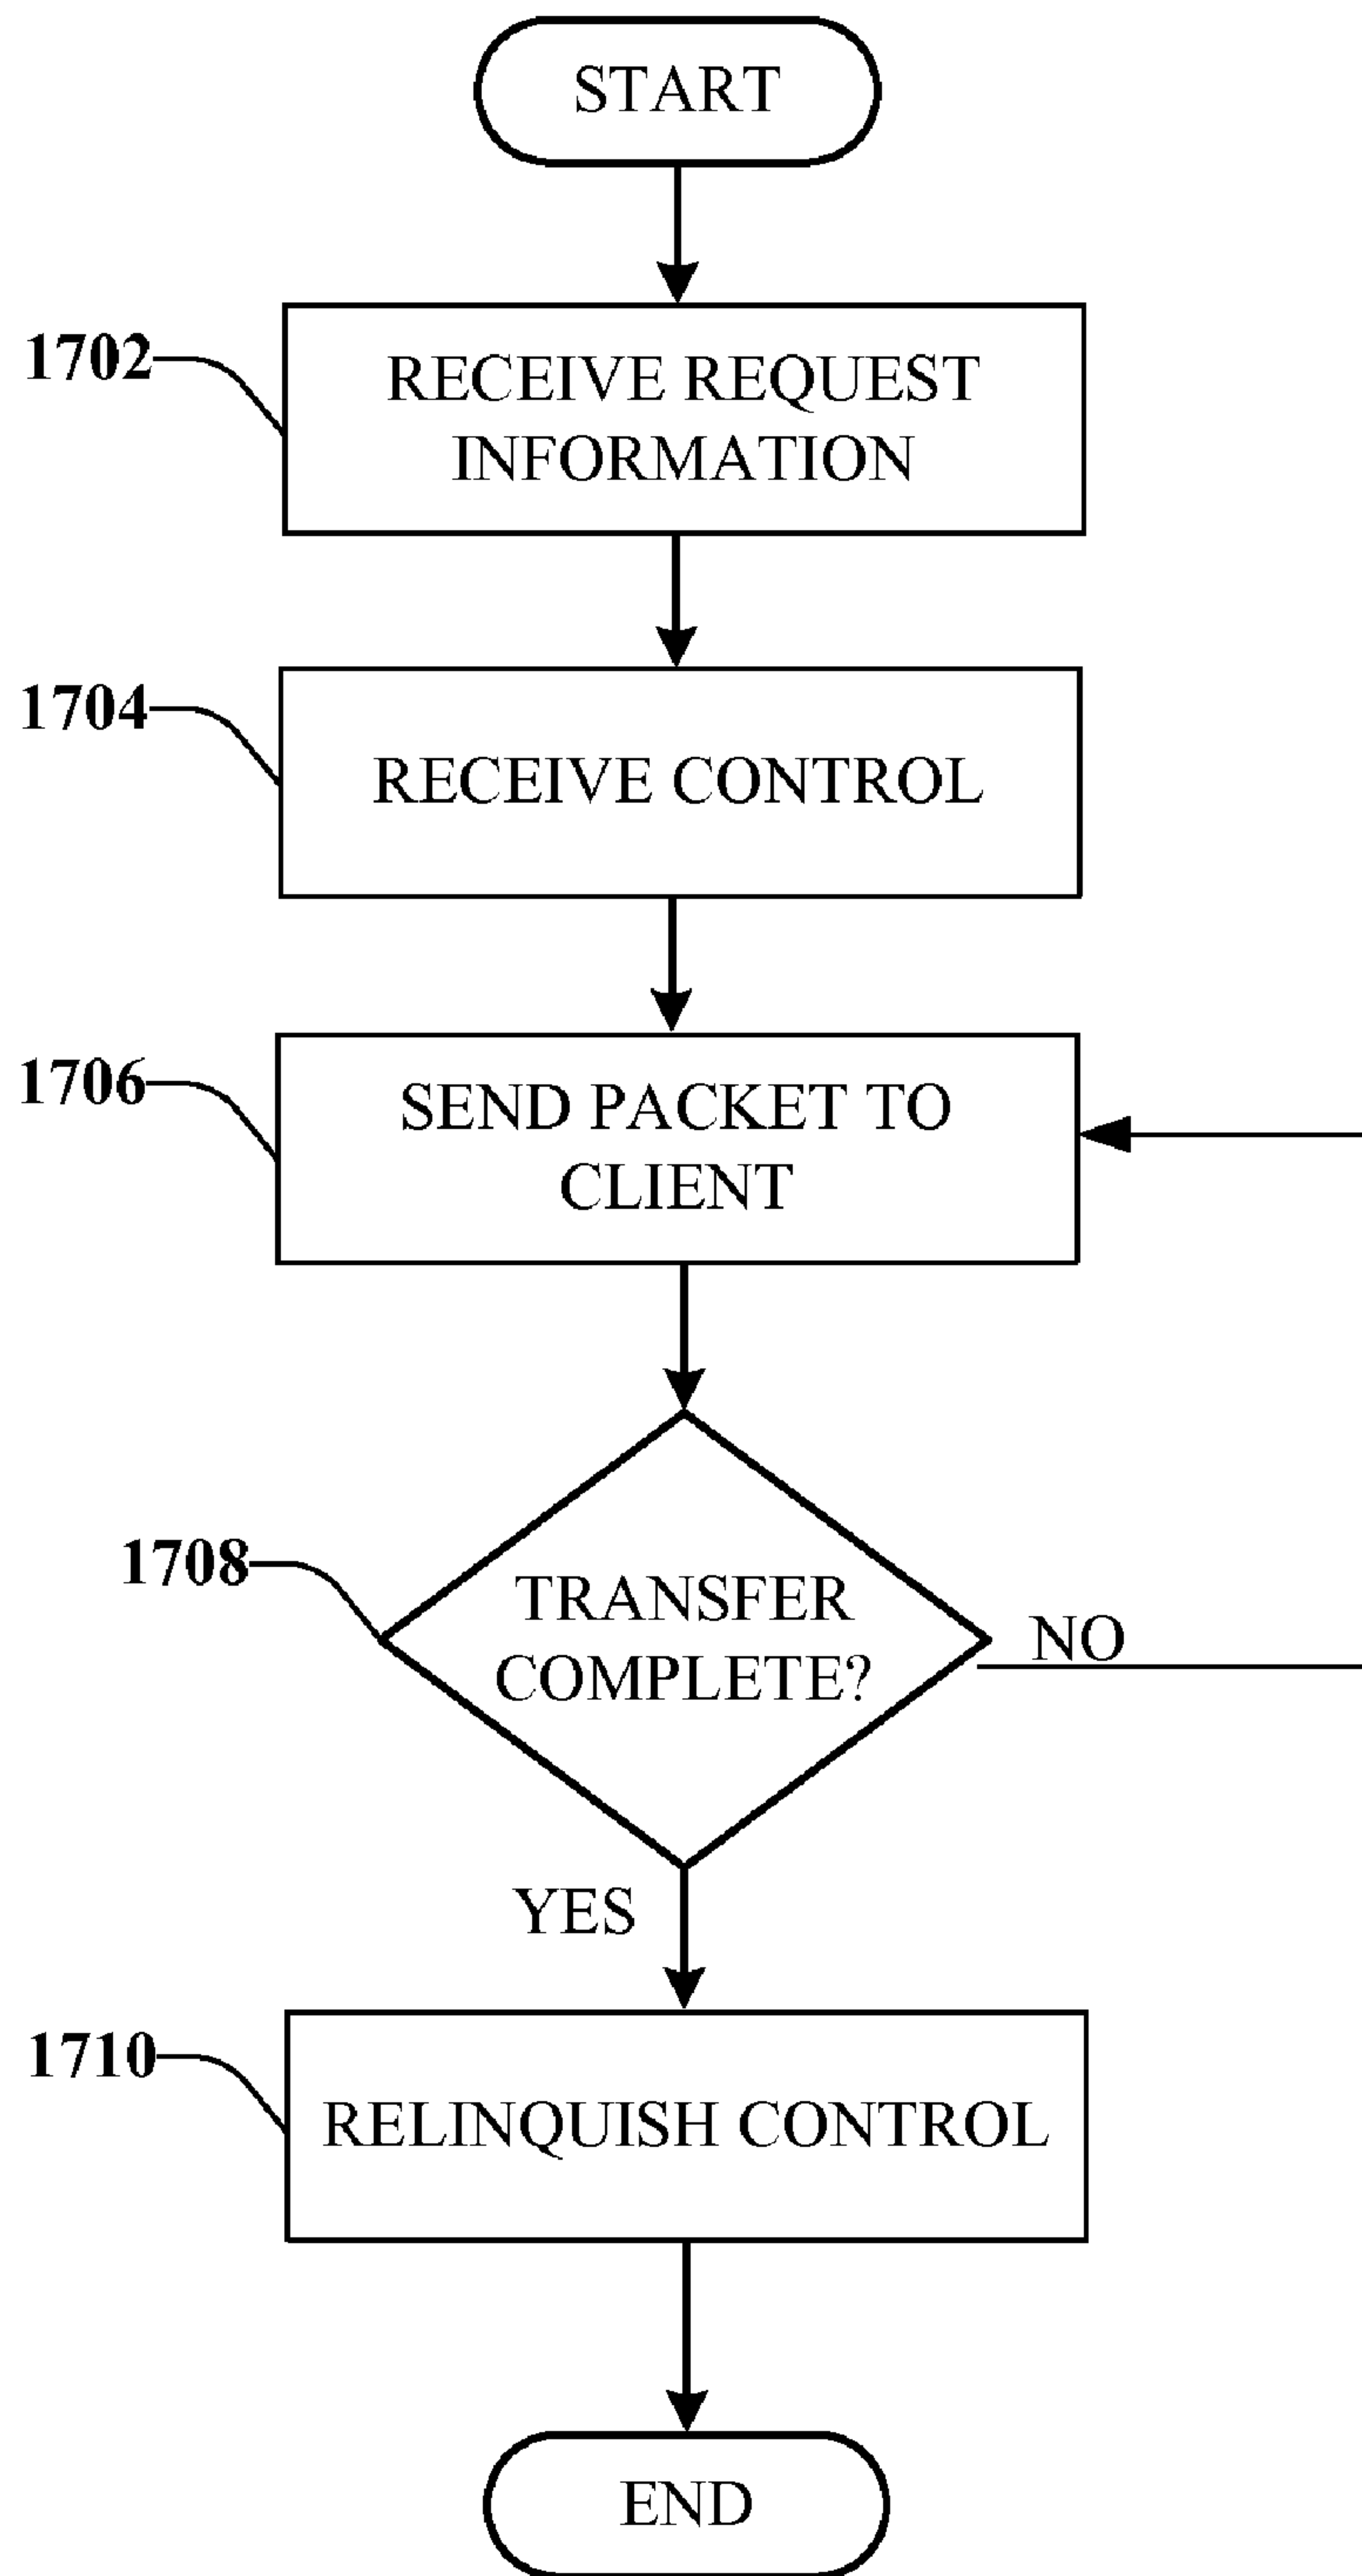 START
1702
RECEIVE REQUEST
INFORMATION
1704
RECEIVE CONTROL
1706
SEND PACKET TO
CLIENT
1708
TRANSFER
COMPLETE?
NO
YES
1710
RELINQUISH CONTROL
END